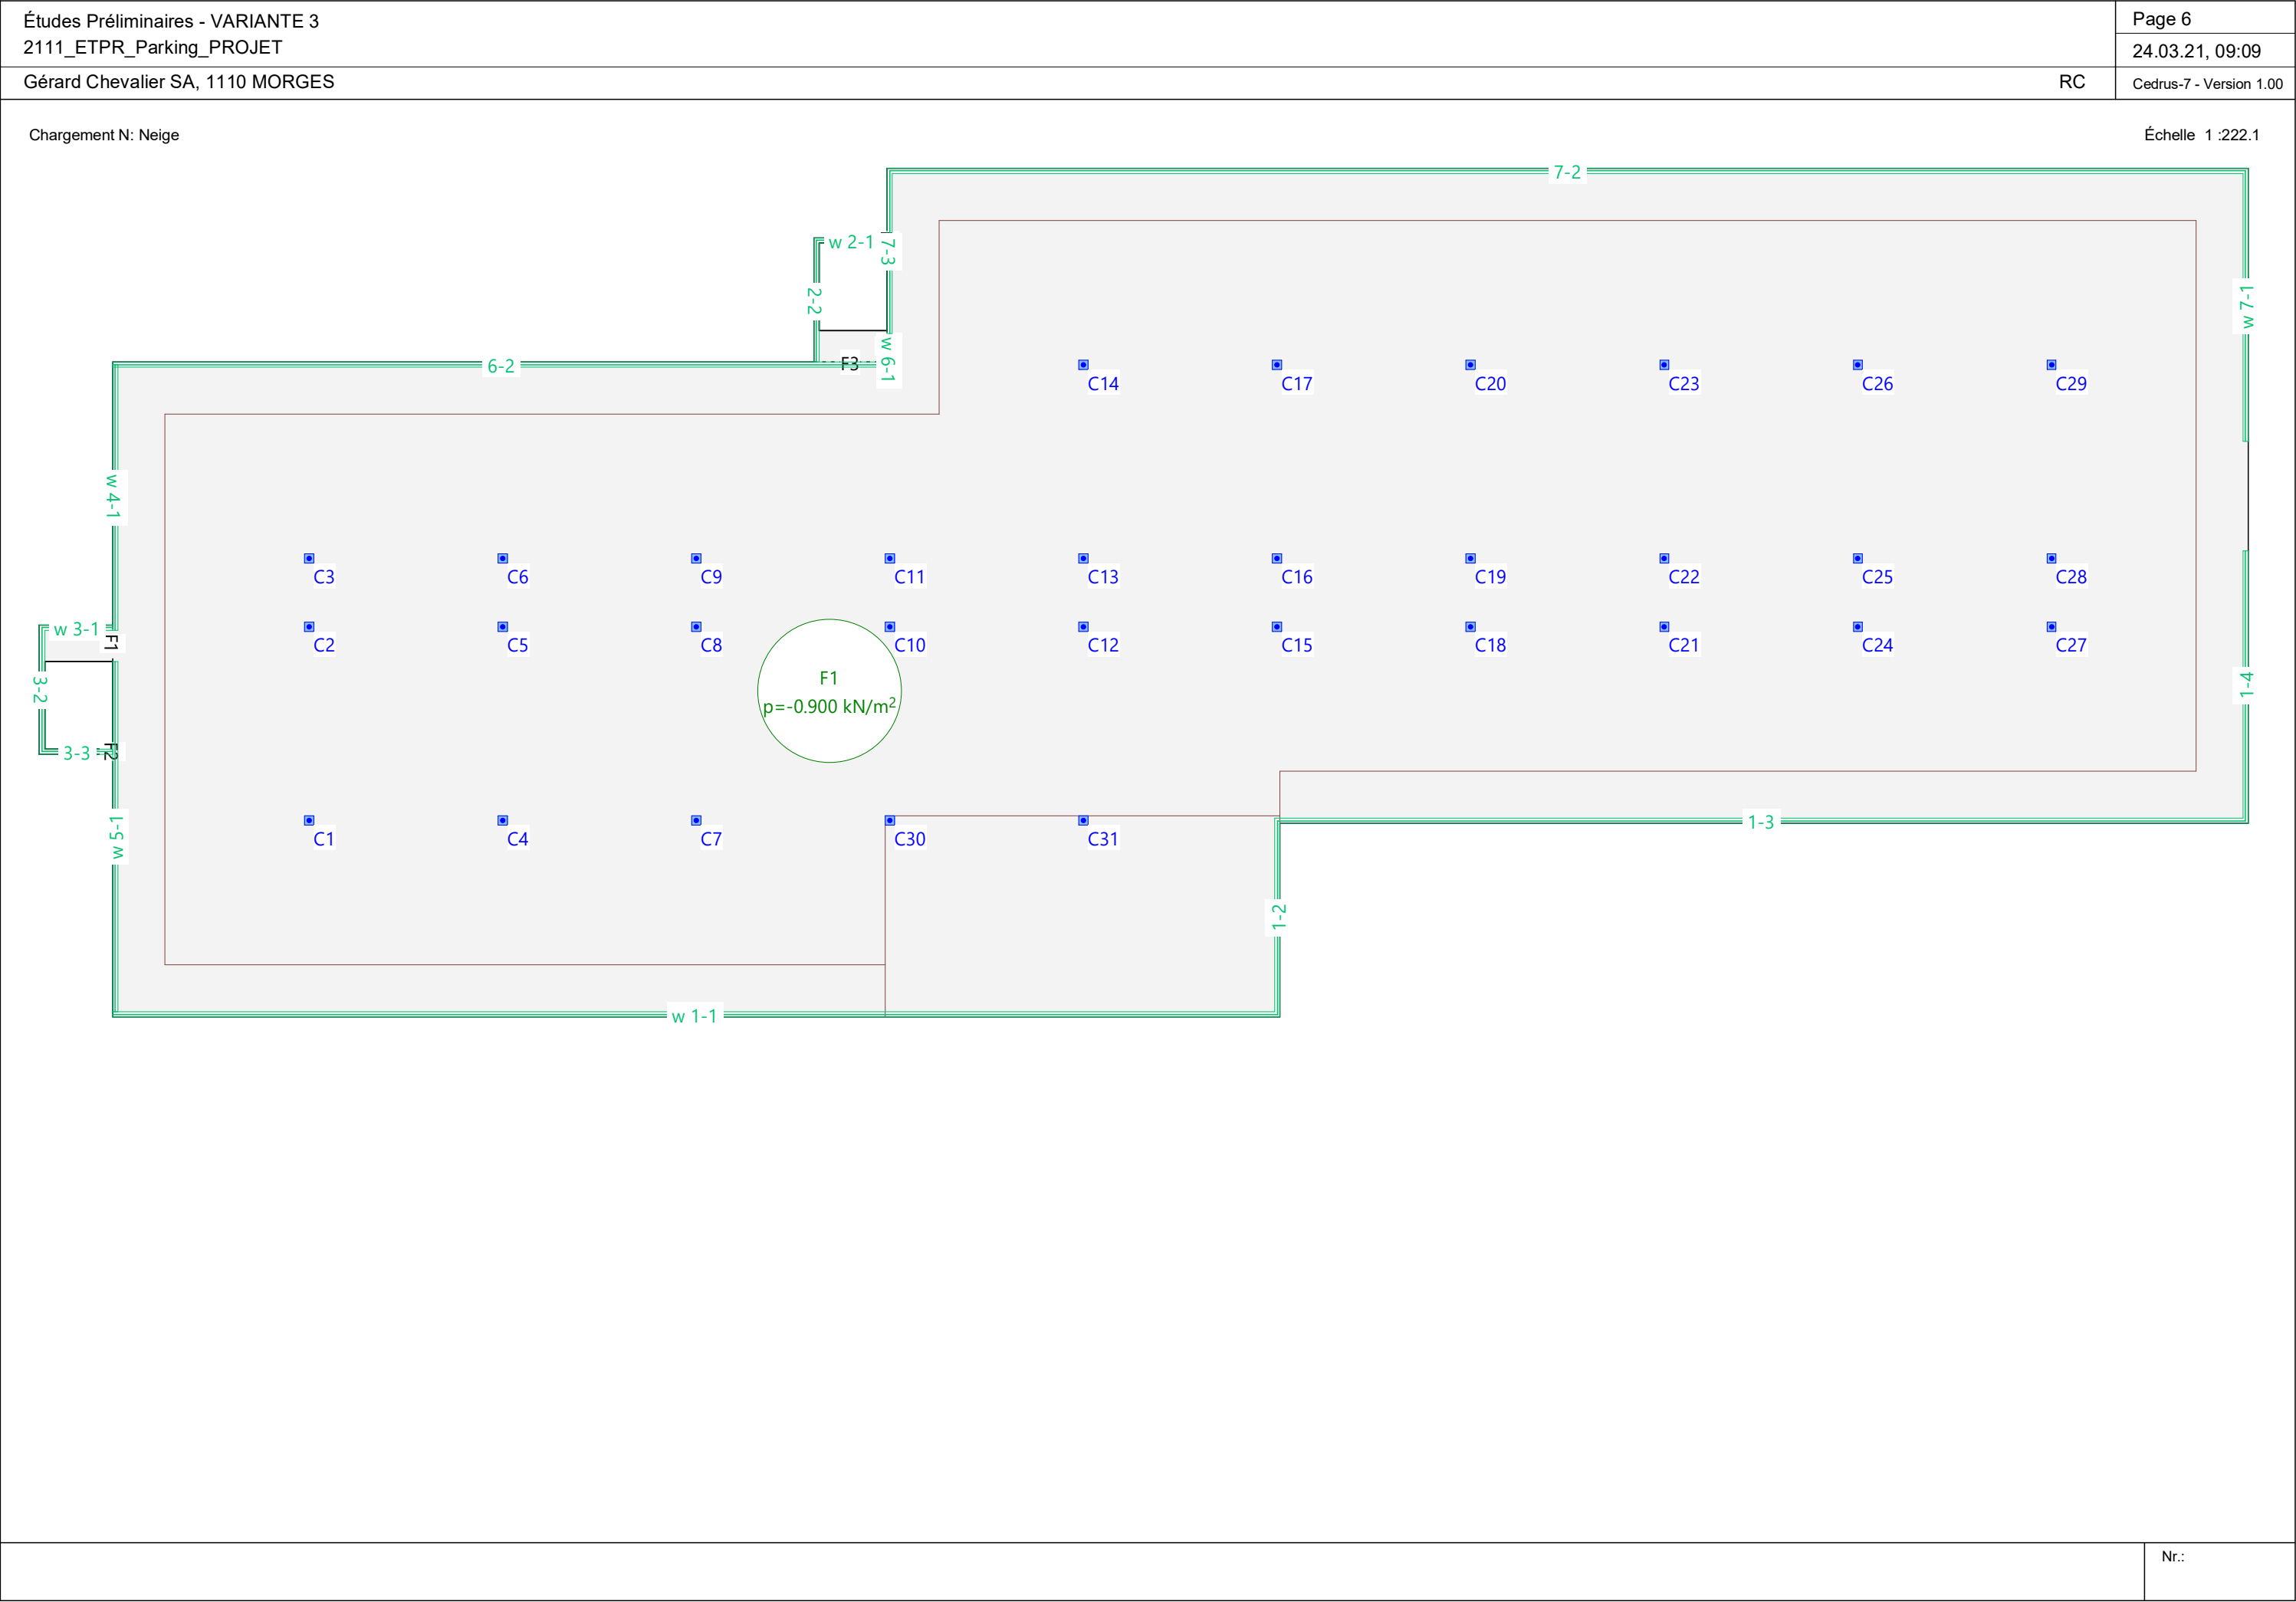 Études Préliminaires - VARIANTE 3
2111_ETPR_Parking_PROJET
Gérard Chevalier SA, 1110 MORGES
RC
Page 6
24.03.21, 09:09
Cedrus-7 - Version 1.00
Chargement N: Neige
Échelle 1 :222.1
7-2
w 2-1
7-3
2-2
w 7-1
6-2
F3
w 6-1
C14
C17
C20
C23
C26
C29
w 4-1
C3
C6
C9
C11
C13
C16
C19
C22
C25
C28
w 3-1
F1
C2
C5
C8
C10
C12
C15
C18
C21
C24
C27
3-2
F1
p=-0.900 kN/m²
1-4
3-3
F2
w 5-1
C1
C4
C7
C30
C31
1-3
1-2
w 1-1
Nr.: